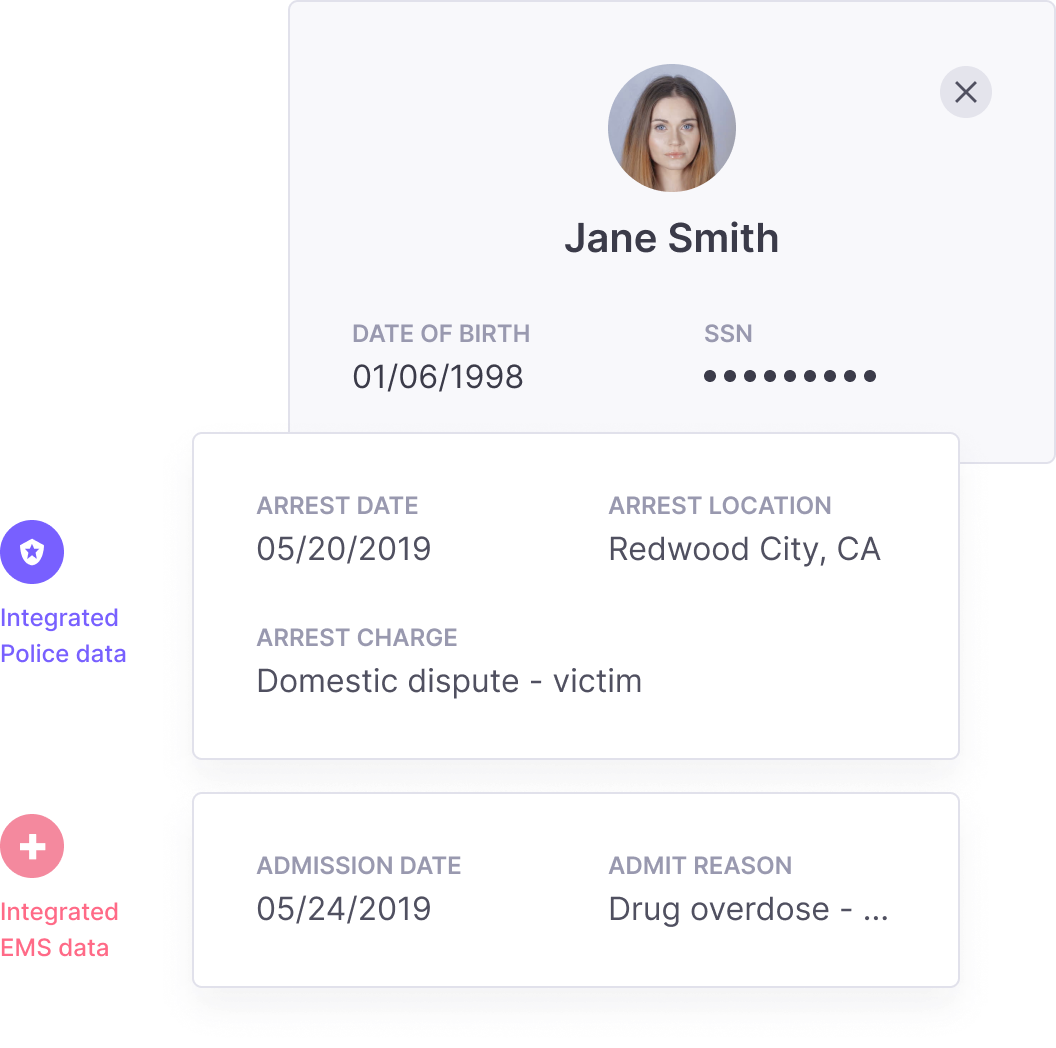 Jane Smith
DATE OF BIRTH
01/06/1998
SSN
•••••••••
ARREST DATE
05/20/2019
ARREST LOCATION
Redwood City, CA
ARREST CHARGE
Domestic dispute - victim
Integrated
Police data
ADMISSION DATE
05/24/2019
ADMIT REASON
Drug overdose - ...
Integrated
EMS data